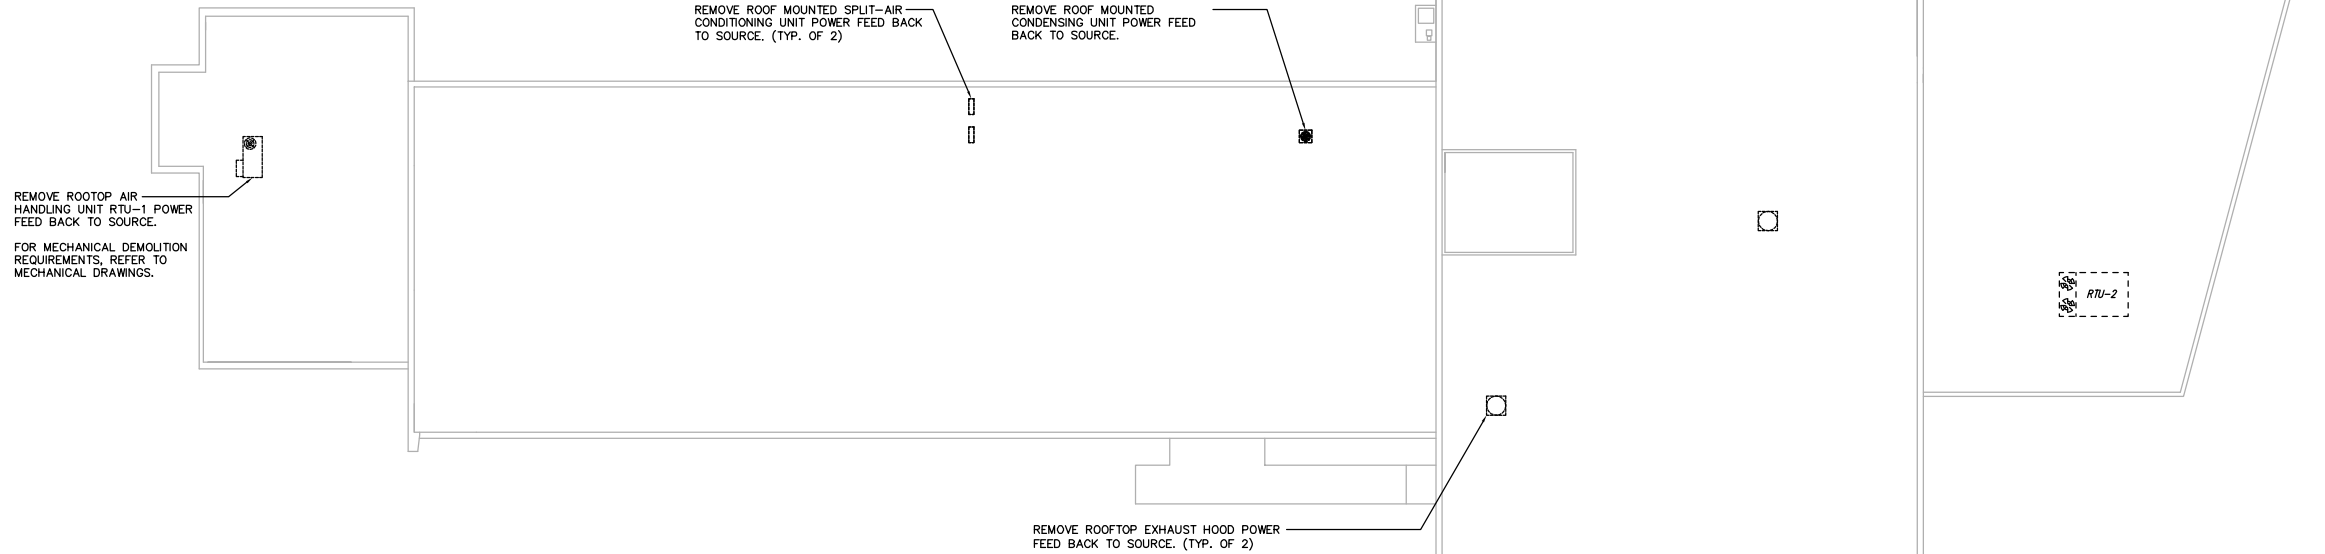 REMOVE ROOF MOUNTED SPLIT-AIR
CONDITIONING UNIT POWER FEED BACK
TO SOURCE. (TYP. OF 2)
REMOVE ROOF MOUNTED
CONDENSING UNIT POWER FEED
BACK TO SOURCE.
REMOVE ROOTOP AIR
HANDLING UNIT RTU-1 POWER
FEED BACK TO SOURCE.
FOR MECHANICAL DEMOLITION
REQUIREMENTS, REFER TO
MECHANICAL DRAWINGS.
RTU-2
REMOVE ROOFTOP EXHAUST HOOD POWER
FEED BACK TO SOURCE. (TYP. OF 2)